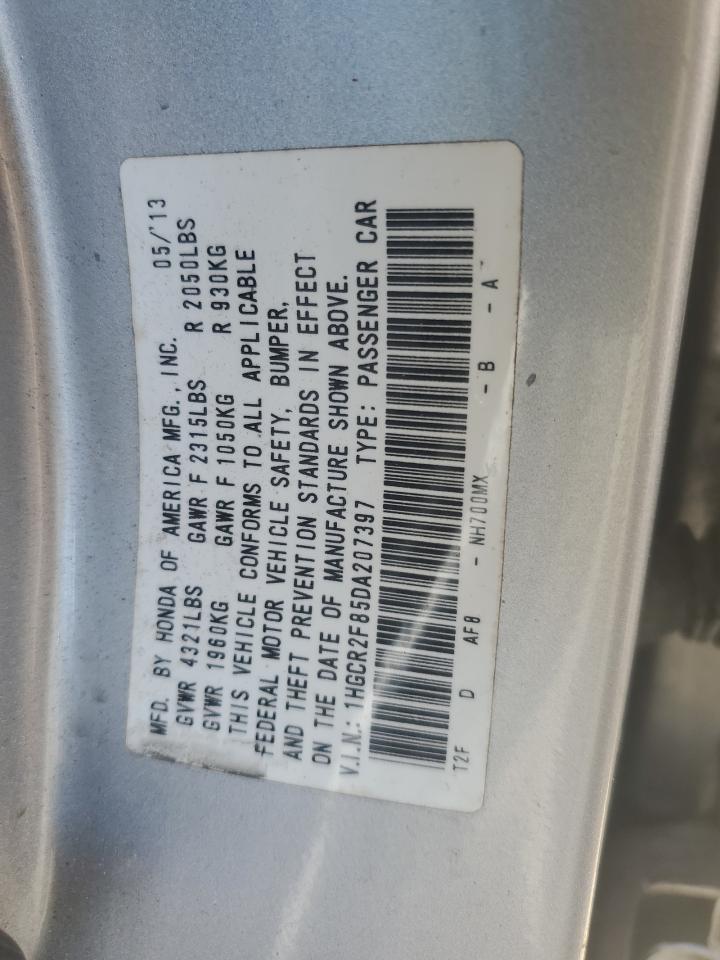 MFD. BY HONDA OF AMERICA MFG., INC. 05/'13
GVWR 4321LBS GAWR F 2315LBS R 2050LBS
GVWR 1960KG GAWR F 1050KG R 930KG
THIS VEHICLE CONFORMS TO ALL APPLICABLE
FEDERAL MOTOR VEHICLE SAFETY, BUMPER,
AND THEFT PREVENTION STANDARDS IN EFFECT
ON THE DATE OF MANUFACTURE SHOWN ABOVE.
V.I.N.: 1HGCR2F85DA207397 TYPE: PASSENGER CAR
T2F D AF8 - NH700MX - B - A